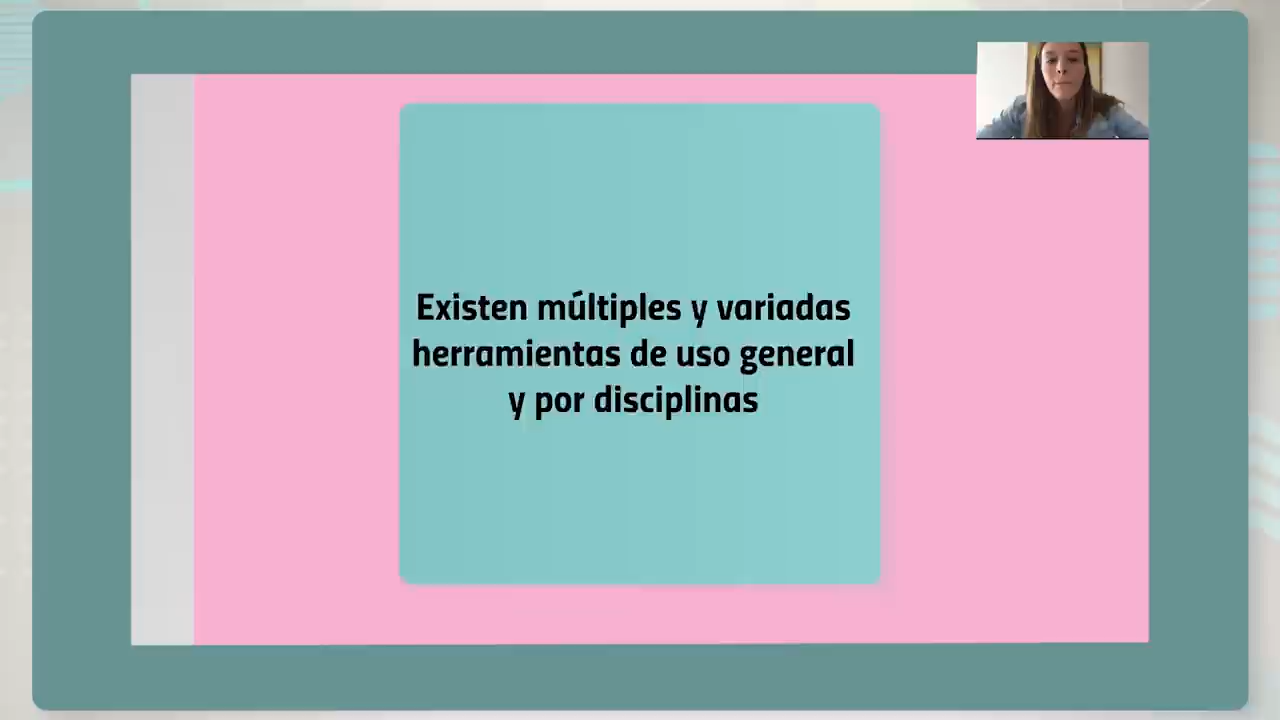 Existen múltiples y variadas
herramientas de uso general
y por disciplinas